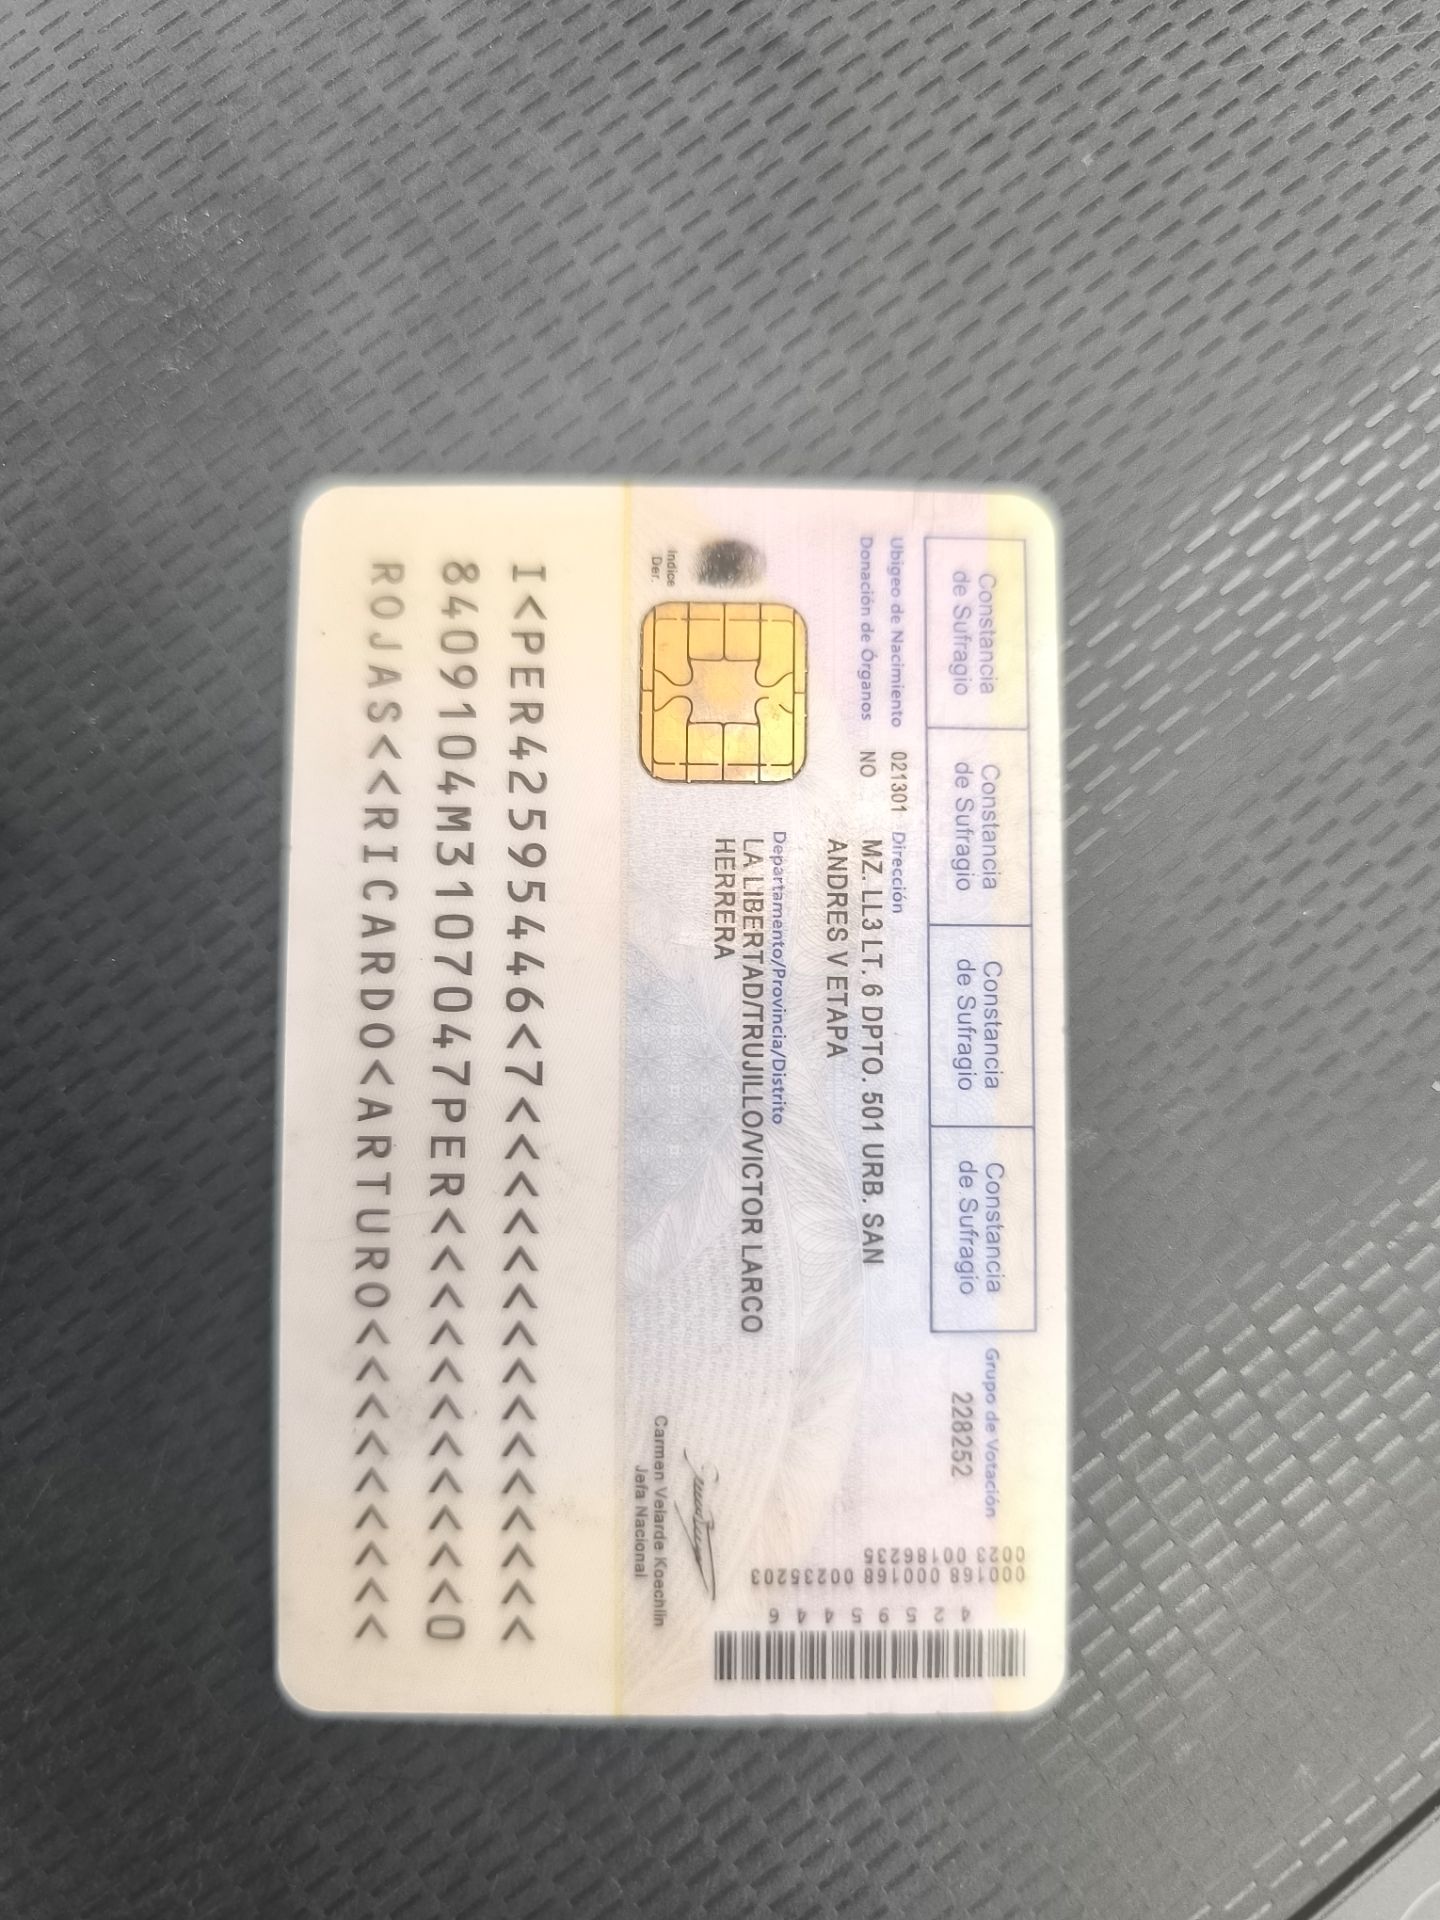 Constancia
de Sufragio
Constancia
de Sufragio
Constancia
de Sufragio
Constancia
de Sufragio
Grupo de Votación
228252
Ubigeo de Nacimiento 021301
Donación de Órganos NO
Dirección
MZ. LL3 LT. 6 DPTO. 501 URB. SAN
ANDRES V ETAPA
Departamento/Provincia/Distrito
LA LIBERTAD/TRUJILLO/VICTOR LARCO
HERRERA
Indice
Der.
Carmen Velarde Koechlin
Jefa Nacional
0023 00186235
000168 000168 0023S203
4 2 5 9 5 4 4 6
I<PER42595446<7<<<<<<<<<<<<<<<
8409104M3107047PER<<<<<<<<<<<0
ROJAS<<RICARDO<ARTURO<<<<<<<<<